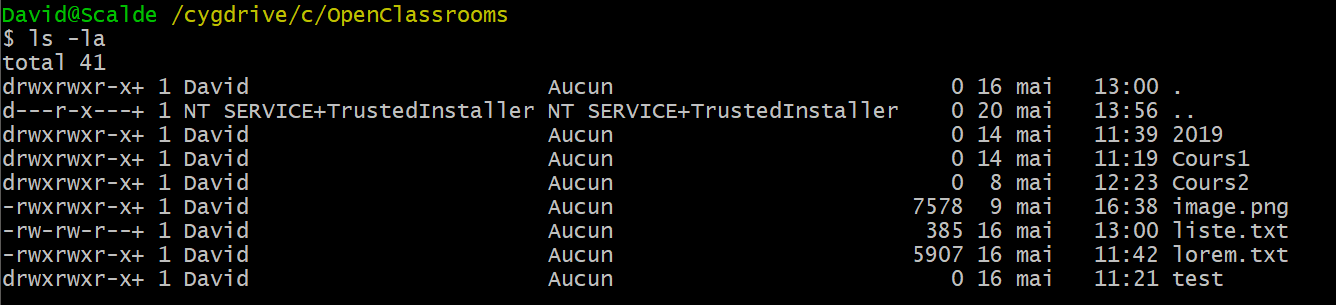 David@Scalde /cygdrive/c/OpenClassrooms
$ ls -la
total 41
drwxrwxr-x+ 1 David                       Aucun                          0 16 mai   13:00 .
d---r-x---+ 1 NT SERVICE+TrustedInstaller NT SERVICE+TrustedInstaller    0 20 mai   13:56 ..
drwxrwxr-x+ 1 David                       Aucun                          0 14 mai   11:39 2019
drwxrwxr-x+ 1 David                       Aucun                          0 14 mai   11:19 Cours1
drwxrwxr-x+ 1 David                       Aucun                          0  8 mai   12:23 Cours2
-rwxrwxr-x+ 1 David                       Aucun                       7578  9 mai   16:38 image.png
-rw-rw-r--+ 1 David                       Aucun                        385 16 mai   13:00 liste.txt
-rwxrwxr-x+ 1 David                       Aucun                       5907 16 mai   11:42 lorem.txt
drwxrwxr-x+ 1 David                       Aucun                          0 16 mai   11:21 test